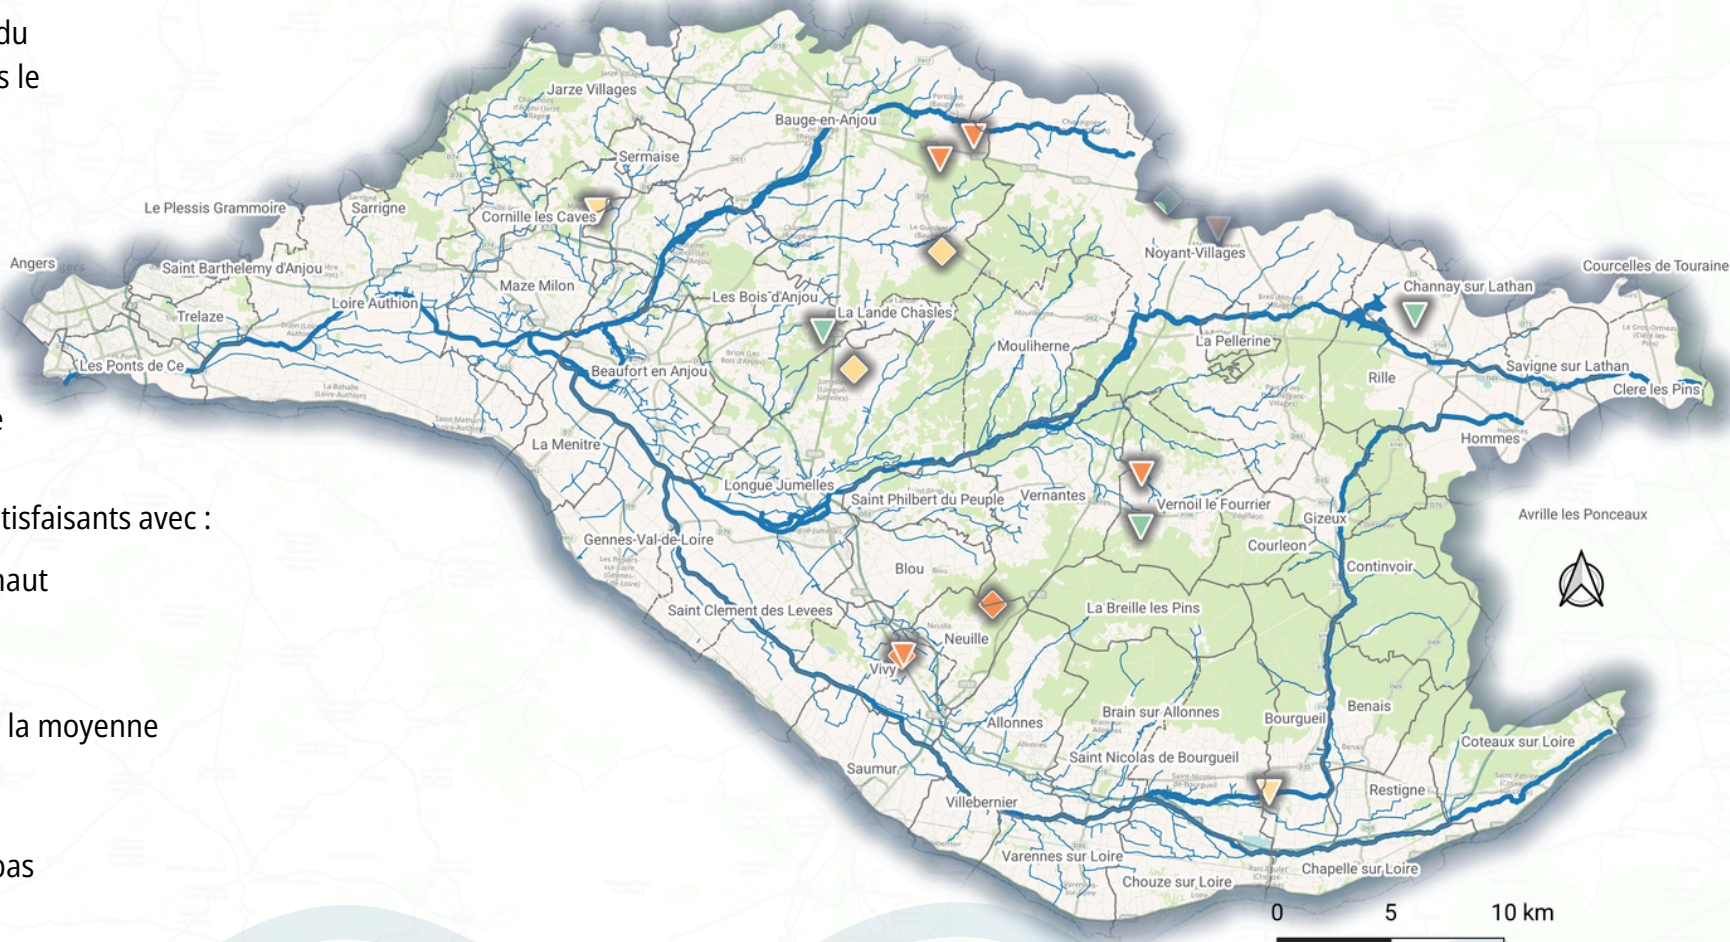 du
s le
Jarze Villages
Bauge-en-Anjou
Sermaise
Le Plessis Grammoire
Sarrigne
Cornille les Caves
Noyant-Villages
Angers
Saint Barthelemy d'Anjou
Courcelles de Touraine
Maze Milon
Channay sur Lathan
Loire Authion
Les Bois d'Anjou
La Lande Chasles
Trelaze
Mouliherne
La Pellerine
Les Ponts de Ce
Beaufort en Anjou
Savigne sur Lathan
Rille
Clere les Pins
e
La Menitre
Hommes
Longue Jumelles
Saint Philbert du Peuple
Vernantes
Vernoil le Fourrier
tisfaisants avec :
Gizeux
Avrille les Ponceaux
Gennes-Val-de-Loire
Courleon
Blou
Continvoir
haut
Saint Clement des Levees
La Breille les Pins
Neuille
Vivy
Benais
la moyenne
Allonnes
Brain sur Allonnes
Bourgueil
Coteaux sur Loire
Saint Nicolas de Bourgueil
Saumur
Restigne
Villebernier
bas
Varennes sur Loire
Chapelle sur Loire
Chouze sur Loire
0 5 10 km